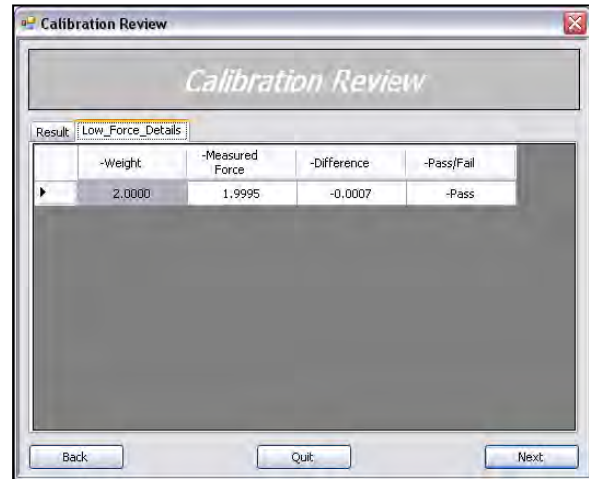 Calibration Review
Calibration Review
Result Low_Force_Details
-Weight -Measured Force -Difference -Pass/Fail
2.0000 1.9995 -0.0007 -Pass
Back Quit Next